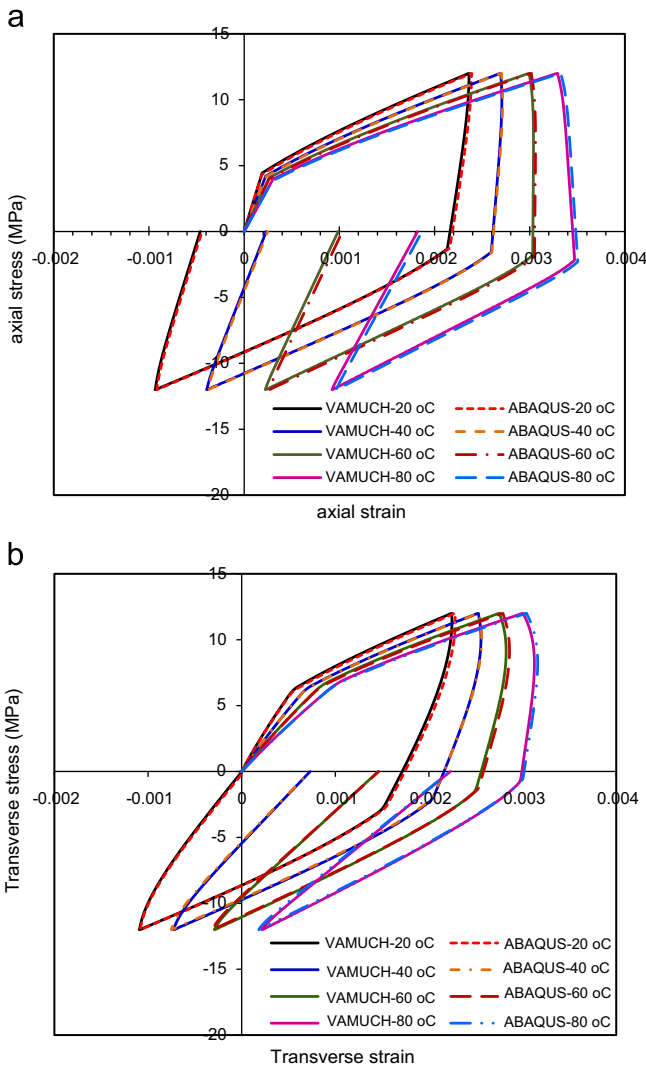 a
15
10
5
0
-0.002 -0.001 0 0.001 0.002 0.003 0.004
-5
-10
-15
-20
axial stress (MPa)
VAMUCH-20 oC ABAQUS-20 oC
VAMUCH-40 oC ABAQUS-40 oC
VAMUCH-60 oC ABAQUS-60 oC
VAMUCH-80 oC ABAQUS-80 oC
axial strain
b
15
10
5
0
-0.002 -0.001 0 0.001 0.002 0.003 0.004
-5
-10
-15
-20
Transverse stress (MPa)
VAMUCH-20 oC ABAQUS-20 oC
VAMUCH-40 oC ABAQUS-40 oC
VAMUCH-60 oC ABAQUS-60 oC
VAMUCH-80 oC ABAQUS-80 oC
Transverse strain